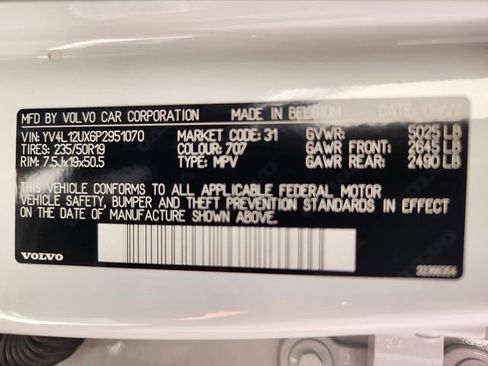 MFD BY VOLVO CAR CORPORATION MADE IN BELGIUM DATE: 09/22
VIN: YV4L12UX6P2951070 MARKET CODE: 31 GVWR: 5025 LB
TIRES: 235/50R19 COLOUR: 707 GAWR FRONT: 2645 LB
RIM: 7.5Jx19x50.5 TYPE: MPV GAWR REAR: 2490 LB
THIS VEHICLE CONFORMS TO ALL APPLICABLE FEDERAL MOTOR
VEHICLE SAFETY, BUMPER AND THEFT PREVENTION STANDARDS IN EFFECT
ON THE DATE OF MANUFACTURE SHOWN ABOVE.
VOLVO